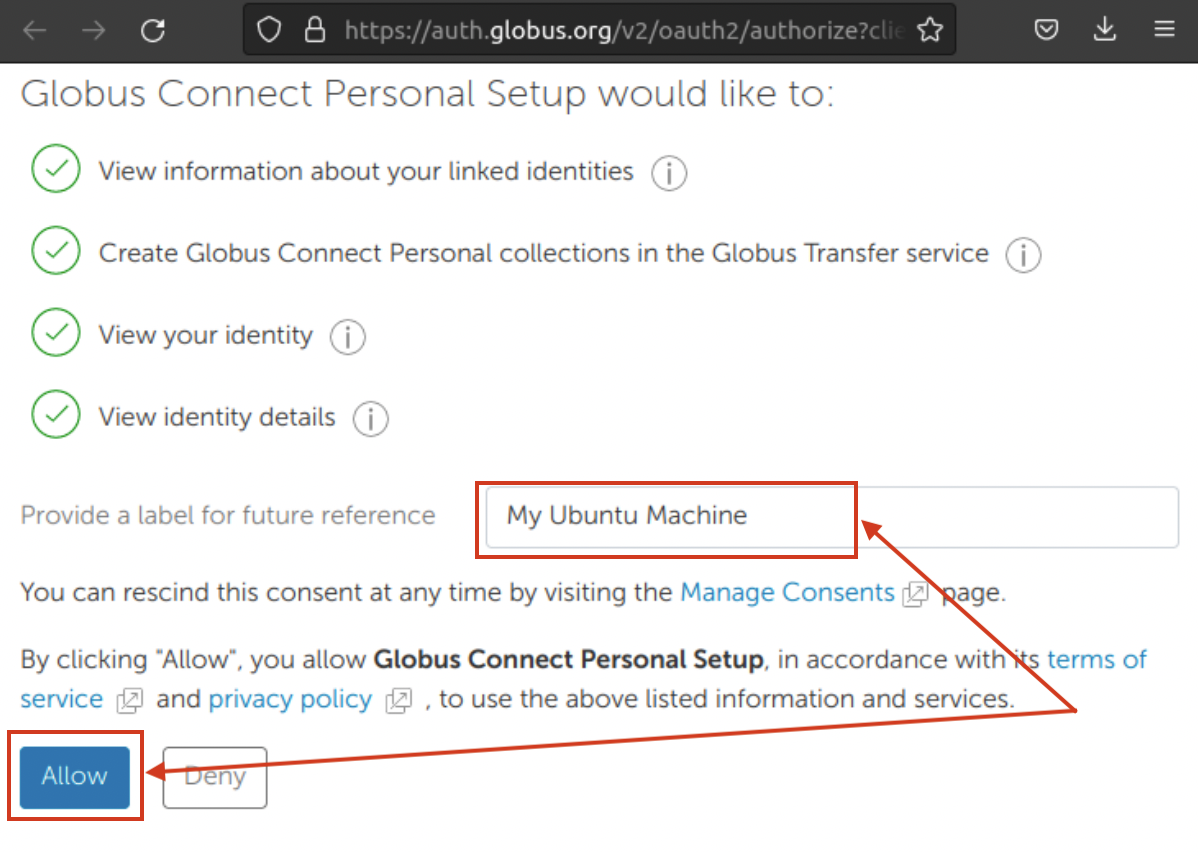 https://auth.globus.org/v2/oauth2/authorize?clie
Globus Connect Personal Setup would like to:
View information about your linked identities
Create Globus Connect Personal collections in the Globus Transfer service
View your identity
View identity details
Provide a label for future reference My Ubuntu Machine
You can rescind this consent at any time by visiting the Manage Consents page.
By clicking "Allow", you allow Globus Connect Personal Setup, in accordance with its terms of
service and privacy policy , to use the above listed information and services.
Allow Deny